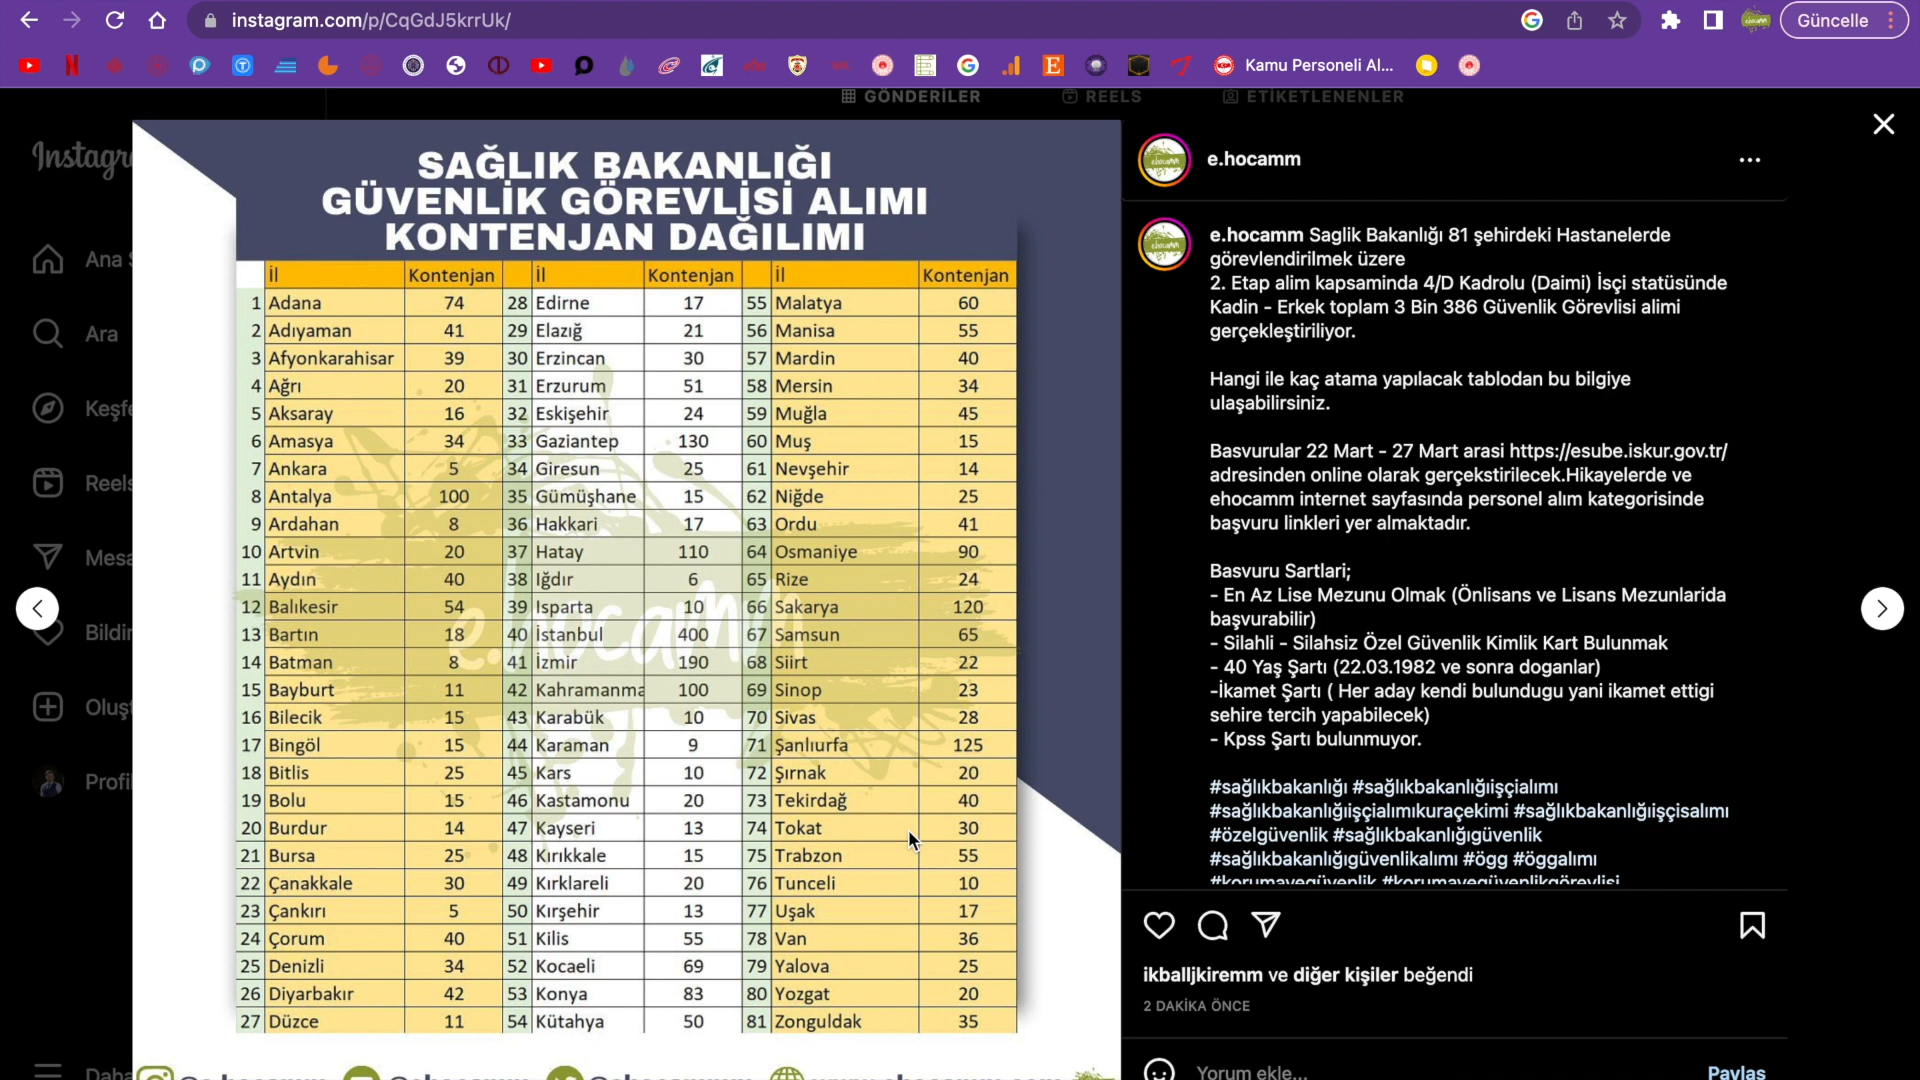 instagram.com/p/CqGdJ5krrUk/
Güncelle
Kamu Personeli Al...
GÖNDERİLER REELS ETİKETLENENLER
Instagr
Ana S
Ara
Keşfe
Reels
Mesa
Bildir
Oluşt
Profil
Daha
SAĞLIK BAKANLIĞI
GÜVENLİK GÖREVLİSİ ALIMI
KONTENJAN DAĞILIMI
İl Kontenjan İl Kontenjan İl Kontenjan
1 Adana 74 28 Edirne 17 55 Malatya 60
2 Adıyaman 41 29 Elazığ 21 56 Manisa 55
3 Afyonkarahisar 39 30 Erzincan 30 57 Mardin 40
4 Ağrı 20 31 Erzurum 51 58 Mersin 34
5 Aksaray 16 32 Eskişehir 24 59 Muğla 45
6 Amasya 34 33 Gaziantep 130 60 Muş 15
7 Ankara 5 34 Giresun 25 61 Nevşehir 14
8 Antalya 100 35 Gümüşhane 15 62 Niğde 25
9 Ardahan 8 36 Hakkari 17 63 Ordu 41
10 Artvin 20 37 Hatay 110 64 Osmaniye 90
11 Aydın 40 38 Iğdır 6 65 Rize 24
12 Balıkesir 54 39 Isparta 10 66 Sakarya 120
13 Bartın 18 40 İstanbul 400 67 Samsun 65
14 Batman 8 41 İzmir 190 68 Siirt 22
15 Bayburt 11 42 Kahramanma 100 69 Sinop 23
16 Bilecik 15 43 Karabük 10 70 Sivas 28
17 Bingöl 15 44 Karaman 9 71 Şanlıurfa 125
18 Bitlis 25 45 Kars 10 72 Şırnak 20
19 Bolu 15 46 Kastamonu 20 73 Tekirdağ 40
20 Burdur 14 47 Kayseri 13 74 Tokat 30
21 Bursa 25 48 Kırıkkale 15 75 Trabzon 55
22 Çanakkale 30 49 Kırklareli 20 76 Tunceli 10
23 Çankırı 5 50 Kırşehir 13 77 Uşak 17
24 Çorum 40 51 Kilis 55 78 Van 36
25 Denizli 34 52 Kocaeli 69 79 Yalova 25
26 Diyarbakır 42 53 Konya 83 80 Yozgat 20
27 Düzce 11 54 Kütahya 50 81 Zonguldak 35
e.hocamm
e.hocamm
e.hocamm Saglik Bakanlığı 81 şehirdeki Hastanelerde
görevlendirilmek üzere
2. Etap alim kapsaminda 4/D Kadrolu (Daimi) İşçi statüsünde
Kadin - Erkek toplam 3 Bin 386 Güvenlik Görevlisi alimi
gerçekleştiriliyor.
Hangi ile kaç atama yapılacak tablodan bu bilgiye
ulaşabilirsiniz.
Basvurular 22 Mart - 27 Mart arasi https://esube.iskur.gov.tr/
adresinden online olarak gerçekstirilecek.Hikayelerde ve
ehocamm internet sayfasında personel alım kategorisinde
başvuru linkleri yer almaktadır.
Basvuru Sartlari;
- En Az Lise Mezunu Olmak (Önlisans ve Lisans Mezunlarida
başvurabilir)
- Silahli - Silahsiz Özel Güvenlik Kimlik Kart Bulunmak
- 40 Yaş Şartı (22.03.1982 ve sonra doganlar)
-İkamet Şartı ( Her aday kendi bulundugu yani ikamet ettigi
sehire tercih yapabilecek)
- Kpss Şartı bulunmuyor.
#sağlıkbakanlığı #sağlıkbakanlığıişçialımı
#sağlıkbakanlığıişçialımıkuraçekimi #sağlıkbakanlığıişçisalımı
#özelgüvenlik #sağlıkbakanlığıgüvenlik
#sağlıkbakanlığıgüvenlikalımı #ögg #öggalımı
#korumavegüvenlik #korumavegüvenlikgörevlisi
ikballjkiremm ve diğer kişiler beğendi
2 DAKİKA ÖNCE
Yorum ekle...
Paylaş